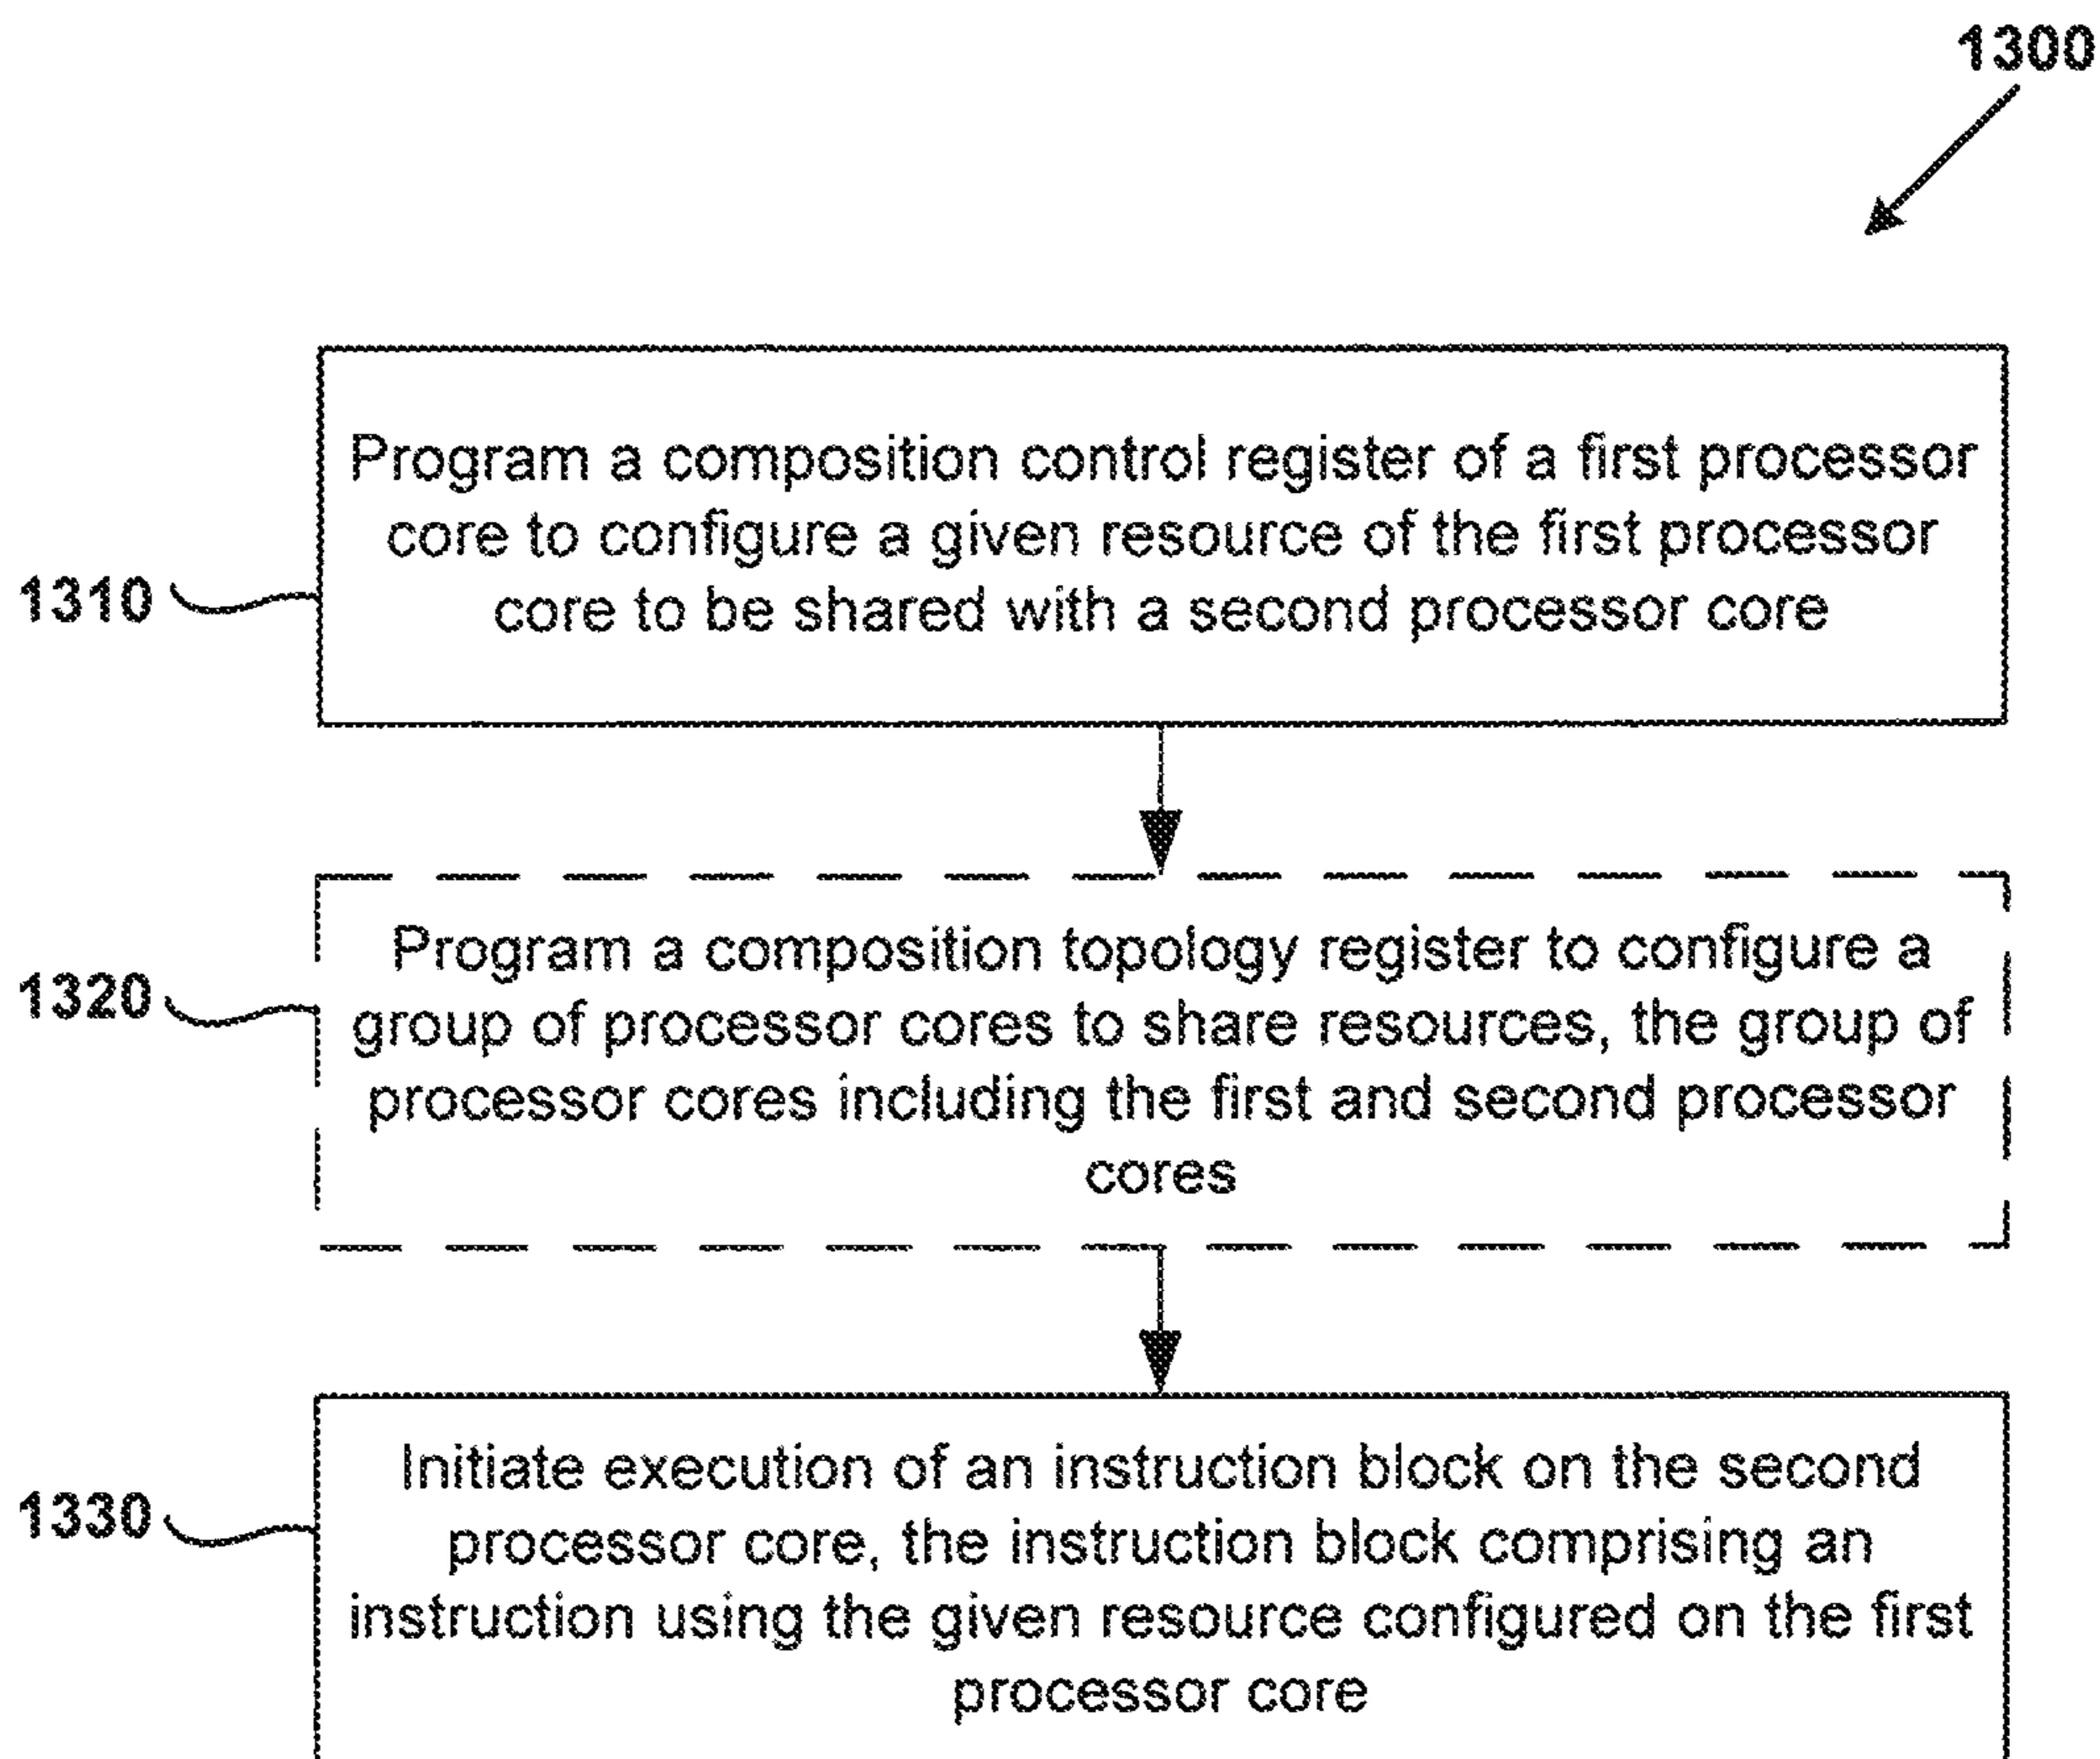 1300
Program a composition control register of a first processor
core to configure a given resource of the first processor
core to be shared with a second processor core
1310
Program a composition topology register to configure a
group of processor cores to share resources, the group of
processor cores including the first and second processor
cores
1320
Initiate execution of an instruction block on the second
processor core, the instruction block comprising an
instruction using the given resource configured on the first
processor core
1330